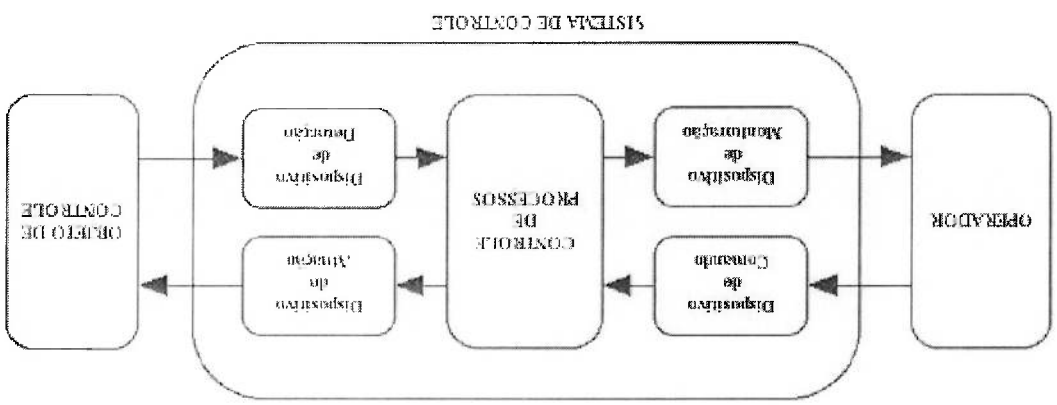 OPERADOR
Dispositivo
de
Comando
CONTROLE
DE
PROCESSOS
Dispositivo
de
Atuação
OBJETO DE
CONTROLE
Dispositivo
de
Monitoração
Dispositivo
de
Detecção
SISTEMA DE CONTROLE